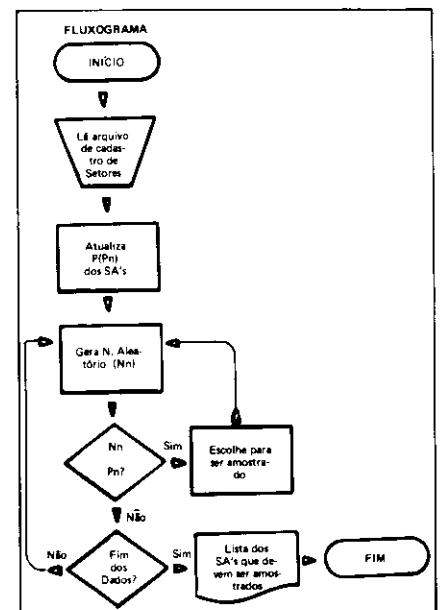 FLUXOGRAMA
INÍCIO
Lê arquivo
de cadas-
tro de
Setores
Atualiza
P(Pn)
dos SA's
Gera N. Alea-
tório (Nn)
Nn
Pn?
Sim
Escolhe para
ser amostra-
do
Não
Não
Fim
dos
Dados?
Sim
Lista dos
SA's que de-
vem ser amos-
trados
FIM